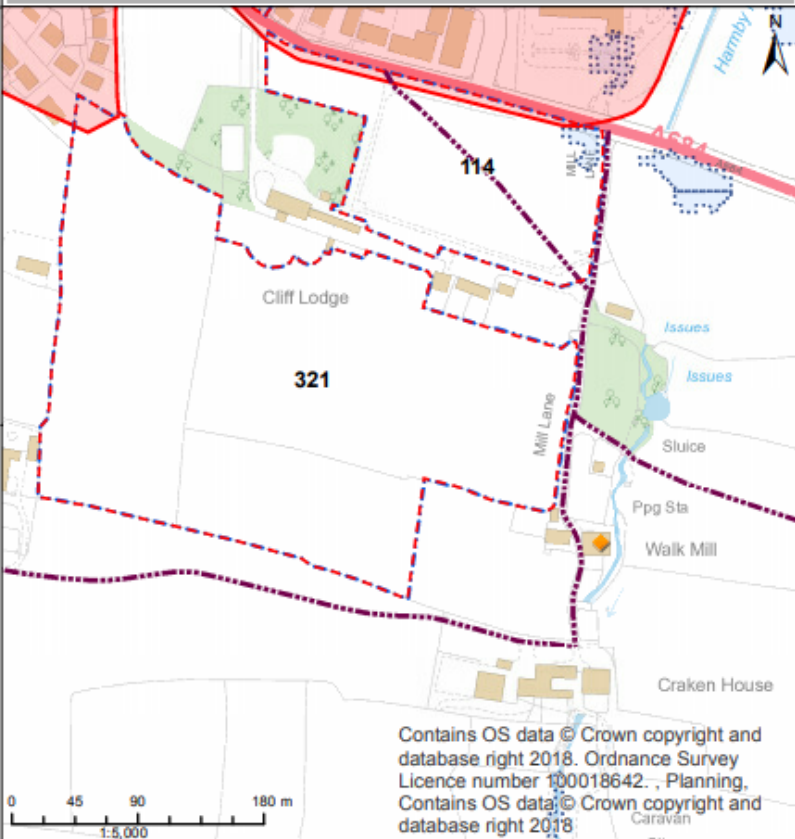 N
Harmby
A684
A684
MILL LANE
114
Cliff Lodge
Issues
Issues
321
Mill Lane
Sluice
Ppg Sta
Walk Mill
Craken House
Contains OS data © Crown copyright and
database right 2018. Ordnance Survey
Licence number 100018642. , Planning,
Contains OS data © Crown copyright and
database right 2018
Caravan
0 45 90 180 m
1:5,000